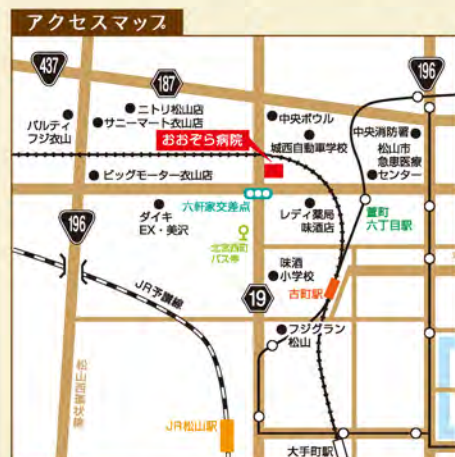 アクセスマップ
437
187
196
ニトリ松山店
サニーマート衣山店
パルティ
フジ衣山
おおぞら病院
中央ボウル
城西自動車学校
中央消防署
松山市
急患医療
センター
ビッグモーター衣山店
六軒家交差点
ダイキ
EX・美沢
レディ薬局
味酒店
萱町
六丁目駅
196
バス停
味酒
小学校
JR予讃線
19
古町駅
フジグラン
松山
松山西環状線
JR松山駅
大手町駅